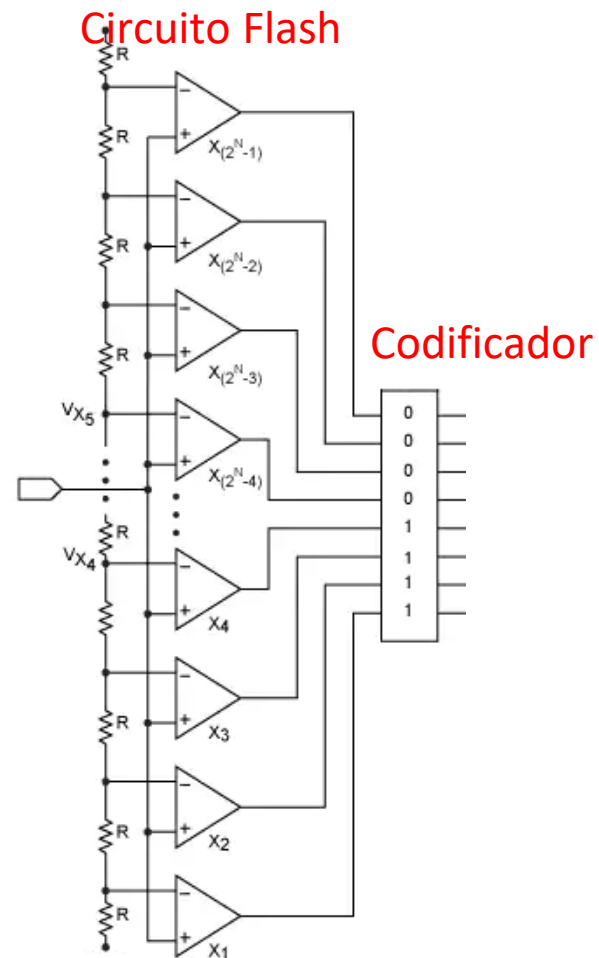 Circuito Flash
R
−
+
X(2^N-1)
R
−
+
X(2^N-2)
R
−
+
X(2^N-3)
Codificador
R
VX5
−
+
X(2^N-4)
0
0
0
0
1
1
1
1
R
VX4
−
+
X4
−
+
X3
R
−
+
X2
R
−
+
X1
R